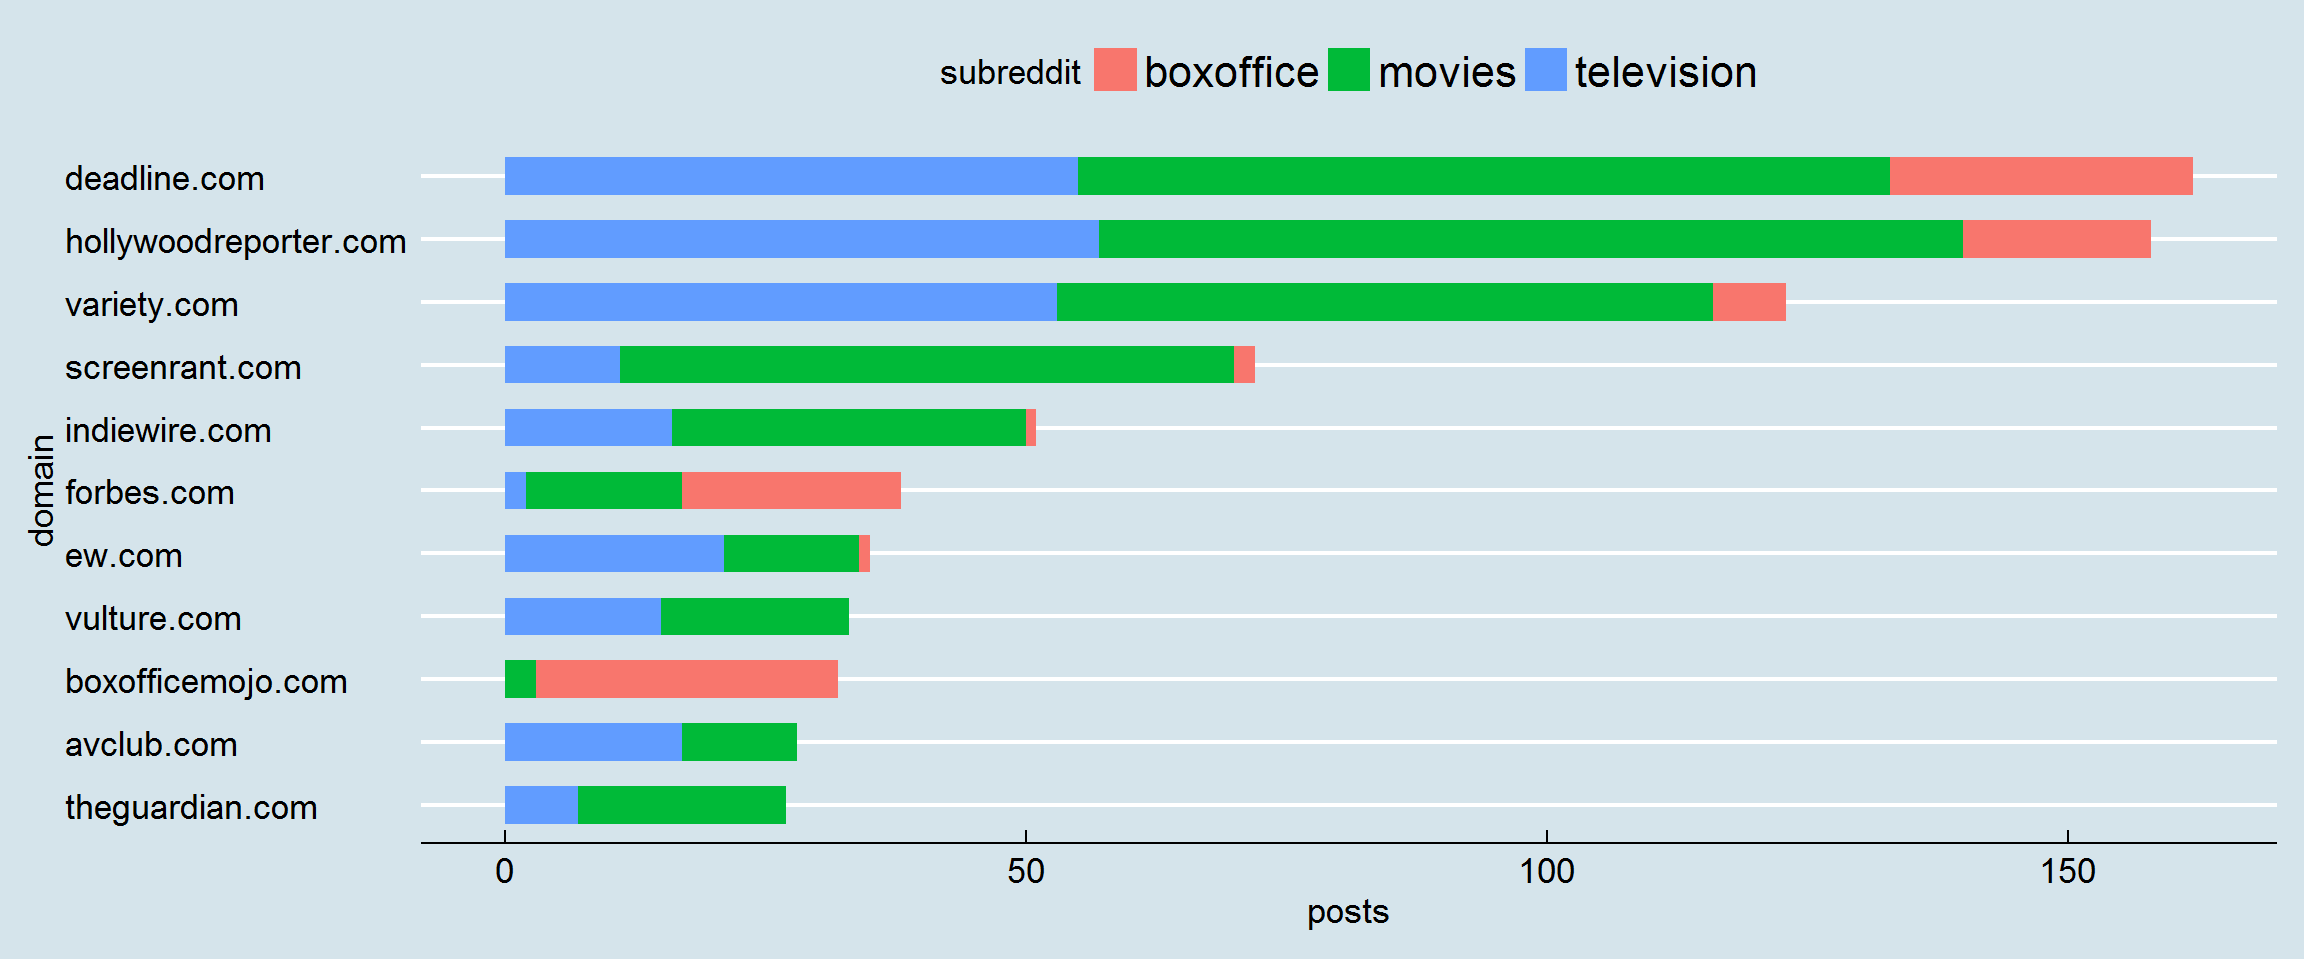 subreddit boxoffice movies television
deadline.com
hollywoodreporter.com
variety.com
screenrant.com
indiewire.com
forbes.com
ew.com
vulture.com
boxofficemojo.com
avclub.com
theguardian.com
domain
0 50 100 150
posts